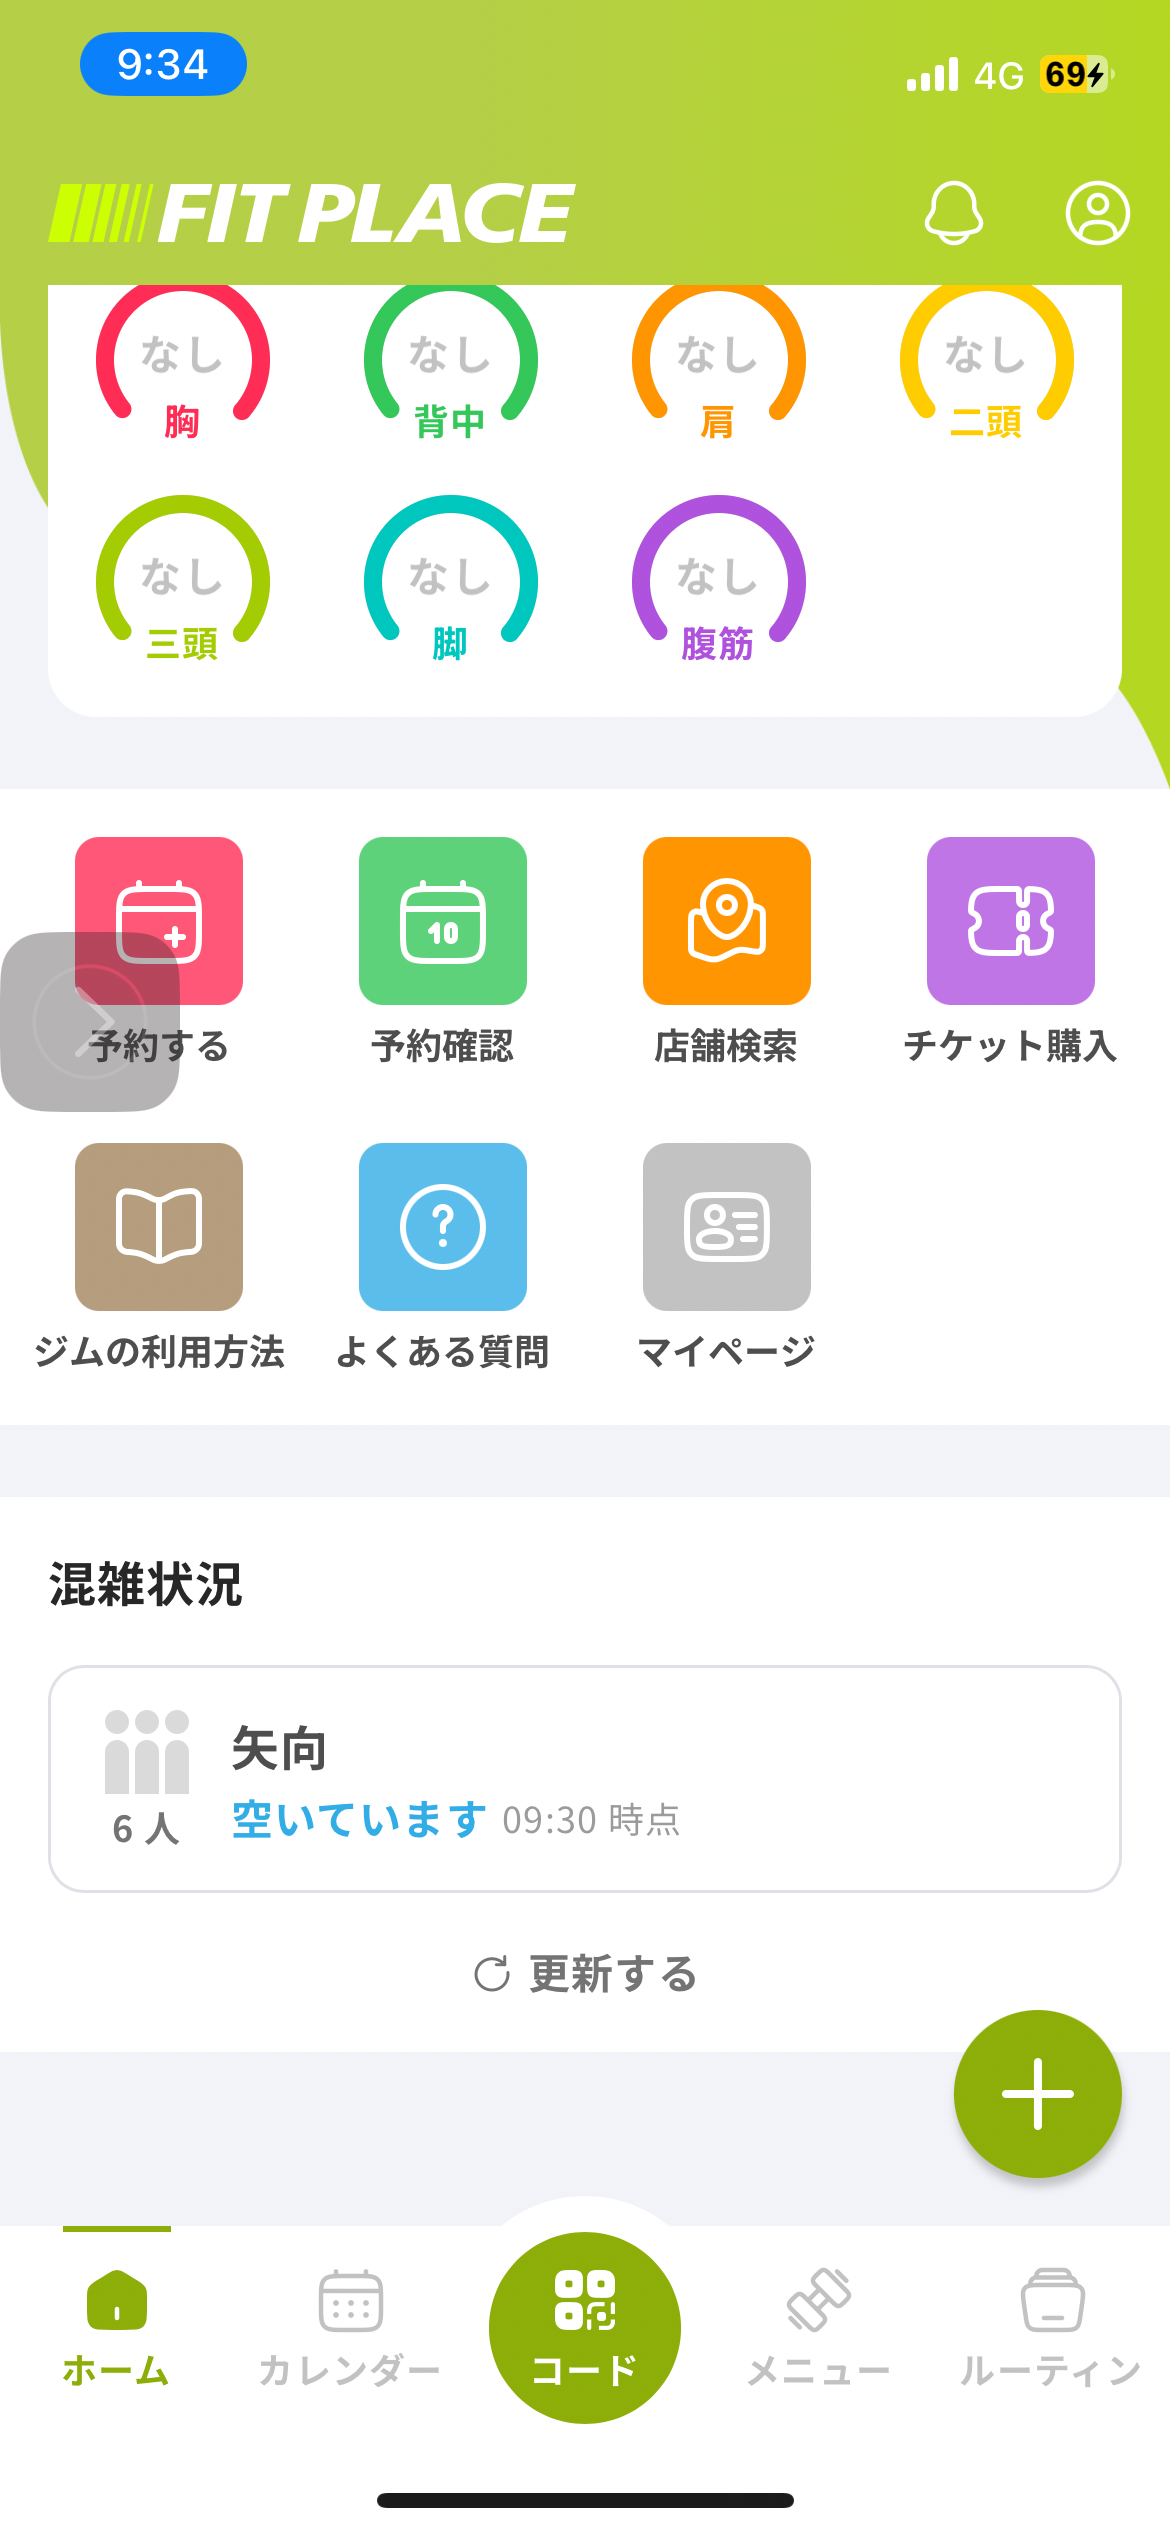 9:34
4G 69
FIT PLACE
なし なし なし なし
胸 背中 肩 二頭
なし なし なし
三頭 脚 腹筋
10
予約する 予約確認 店舗検索 チケット購入
?
ジムの利用方法 よくある質問 マイページ
混雑状況
矢向
空いています 09:30 時点
6 人
更新する
ホーム カレンダー コード メニュー ルーティン